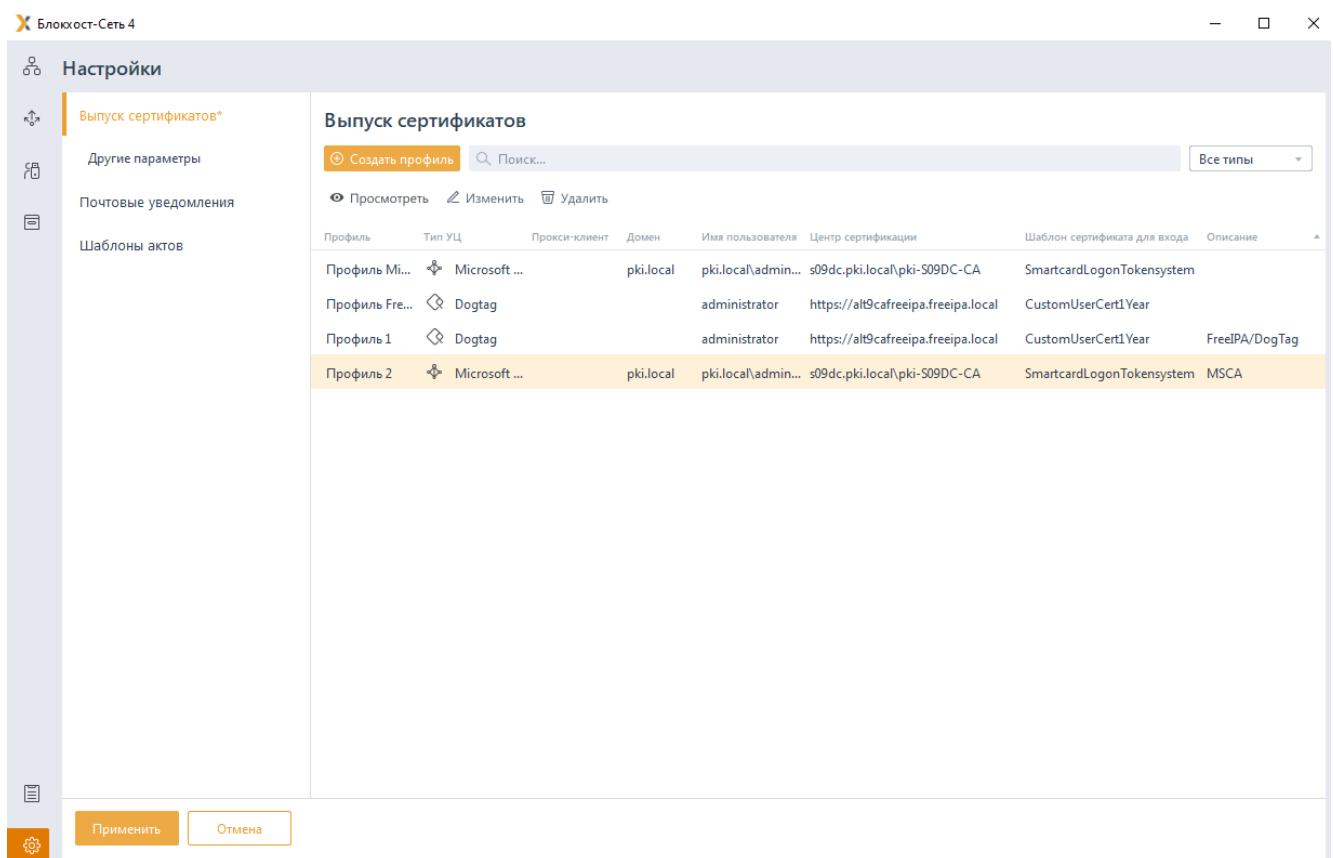 Блокхост-Сеть 4
Настройки
Выпуск сертификатов*
Другие параметры
Почтовые уведомления
Шаблоны актов
Выпуск сертификатов
Создать профиль Поиск... Все типы
Просмотреть Изменить Удалить
Профиль Тип УЦ Прокси-клиент Домен Имя пользователя Центр сертификации Шаблон сертификата для входа Описание
Профиль Mi... Microsoft ... pki.local pki.local\admin... s09dc.pki.local\pki-S09DC-CA SmartcardLogonTokensystem
Профиль Fre... Dogtag administrator https://alt9cafreeipa.freeipa.local CustomUserCert1Year
Профиль 1 Dogtag administrator https://alt9cafreeipa.freeipa.local CustomUserCert1Year FreeIPA/DogTag
Профиль 2 Microsoft ... pki.local pki.local\admin... s09dc.pki.local\pki-S09DC-CA SmartcardLogonTokensystem MSCA
Применить Отмена